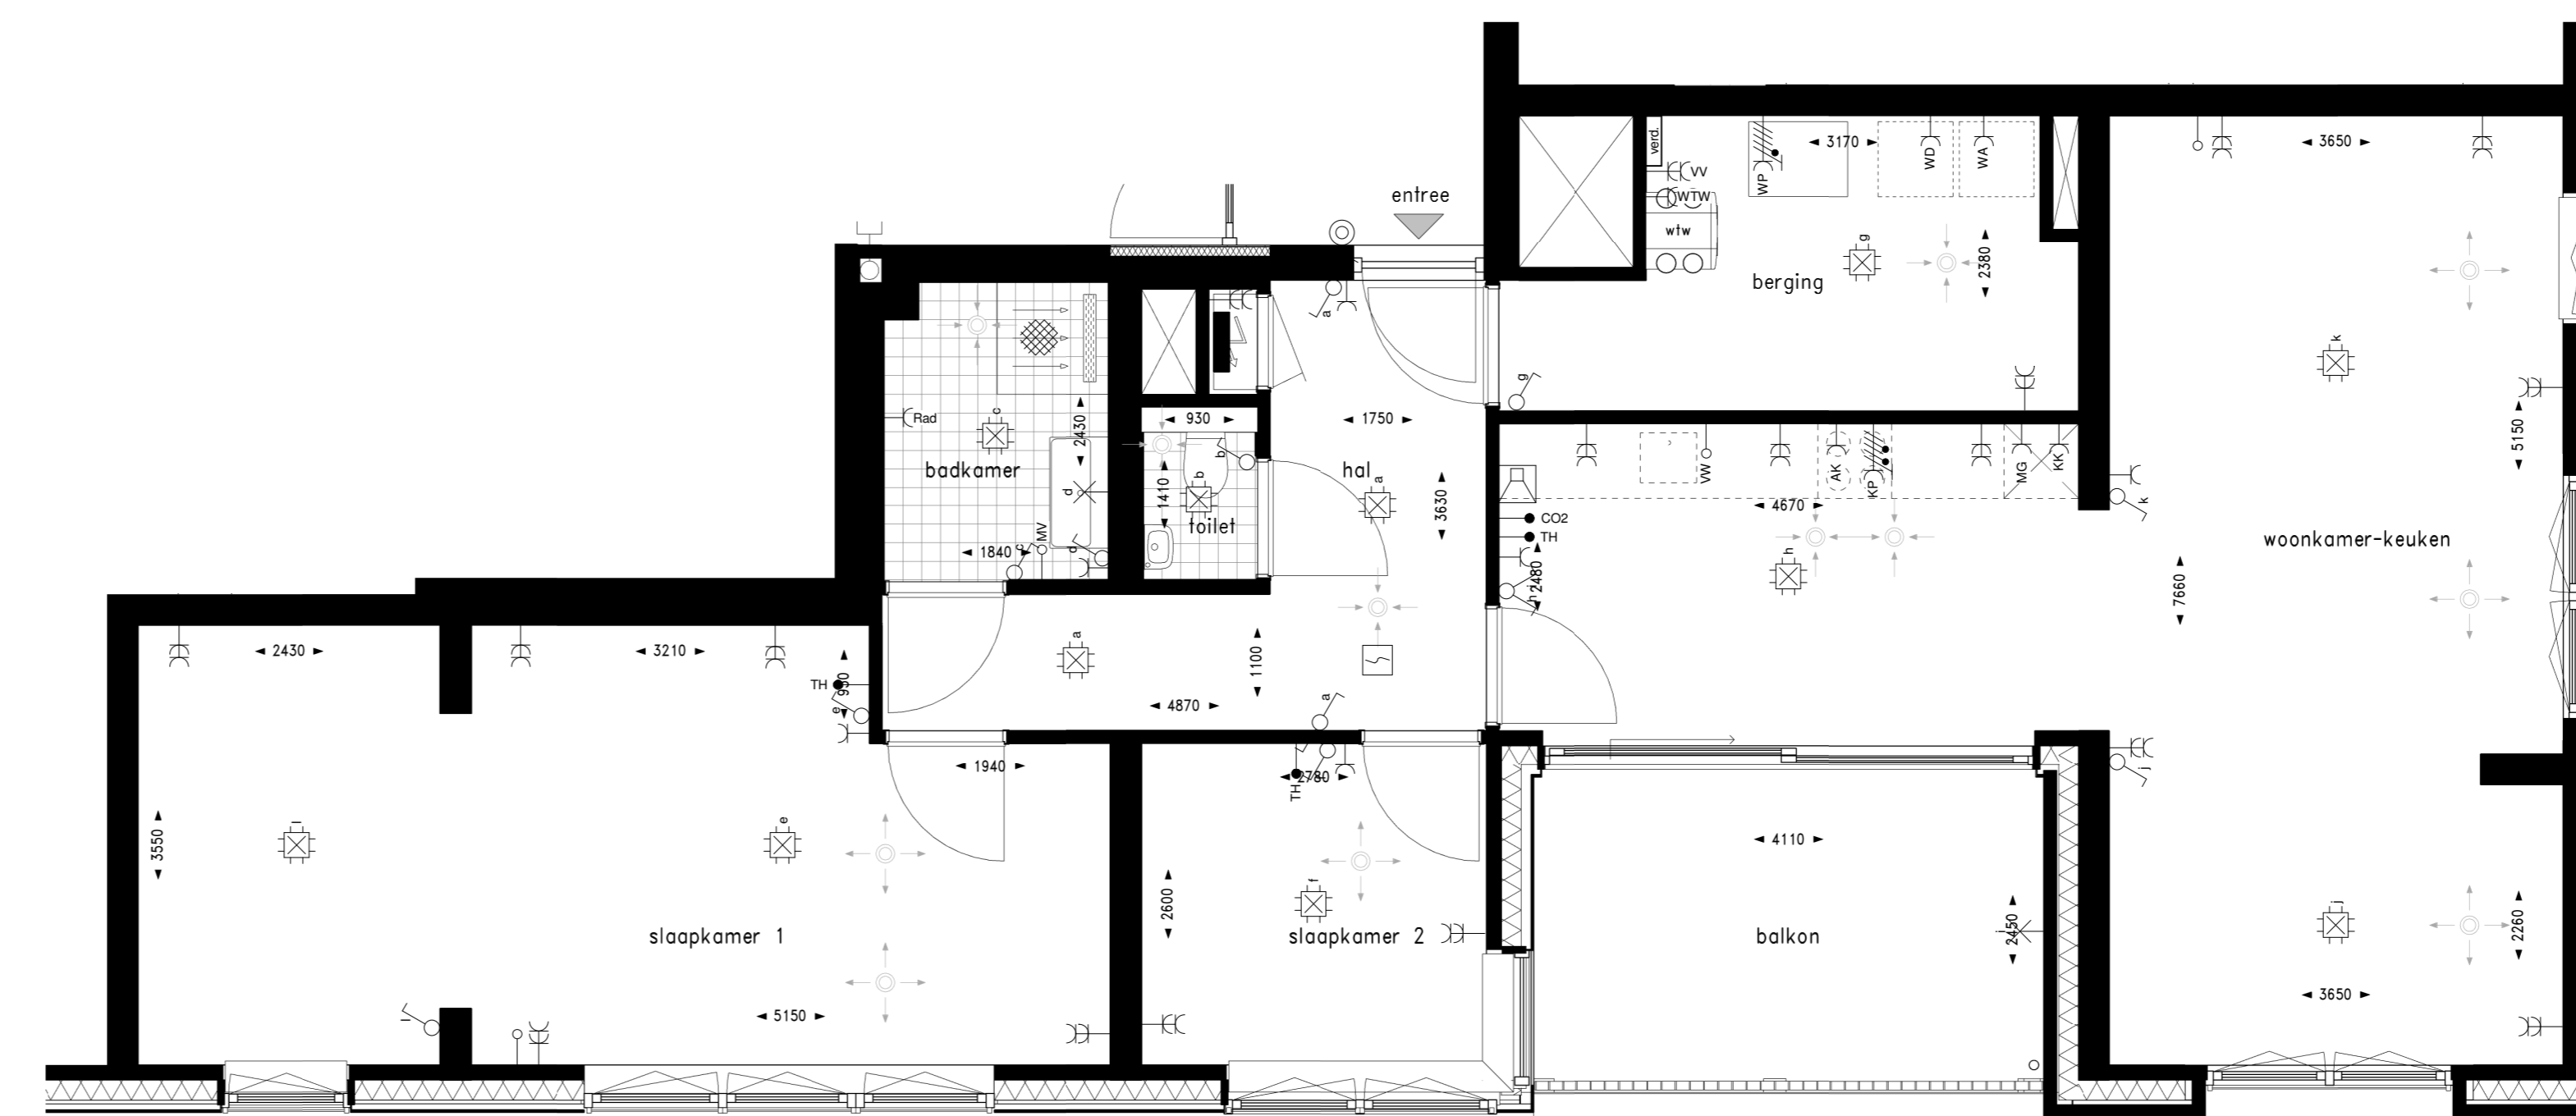 entree
verd.
VV
WTW
wtw
WP
3170
WD
WA
3650
g
2380
berging
k
a
g
Rad
c
2430
badkamer
d
MV
1840
c
d
930
b
b
1410
toilet
1750
hal
a
3630
VW
AK
KP
MG
KK
CO2
TH
4670
2480
h
h
5150
k
woonkamer-keuken
7660
2430
3210
TH
930
e
a
1100
4870
a
1940
2780
TH
j
3550
l
e
2600
f
4110
slaapkamer 1
slaapkamer 2
balkon
2450
j
2260
3650
l
5150